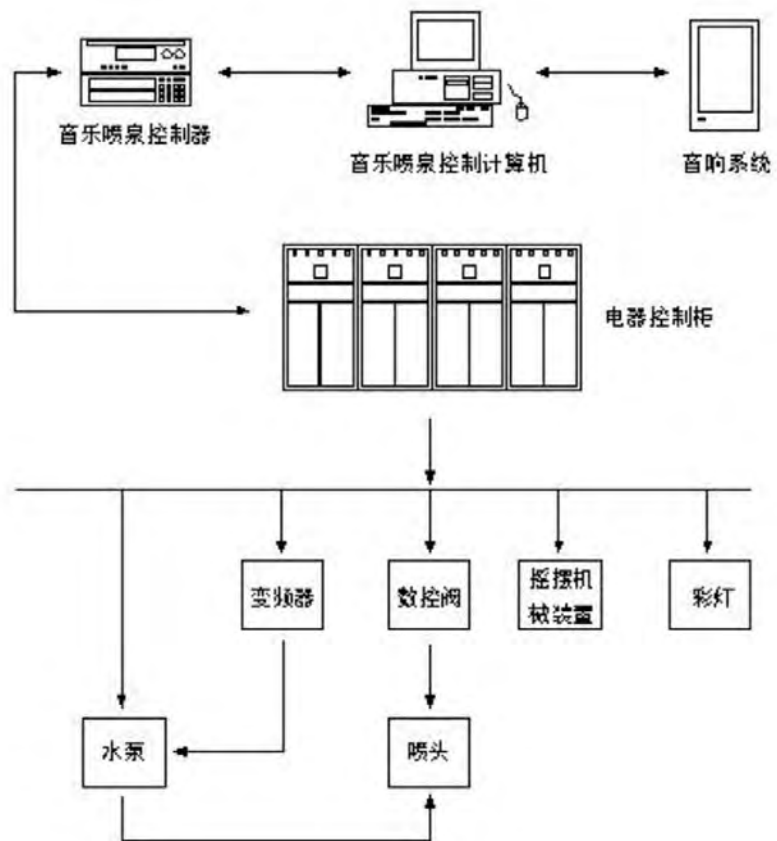 音乐喷泉控制器
音乐喷泉控制计算机
音响系统
电器控制柜
变频器
数控阀
摇摆机
械装置
彩灯
水泵
喷头